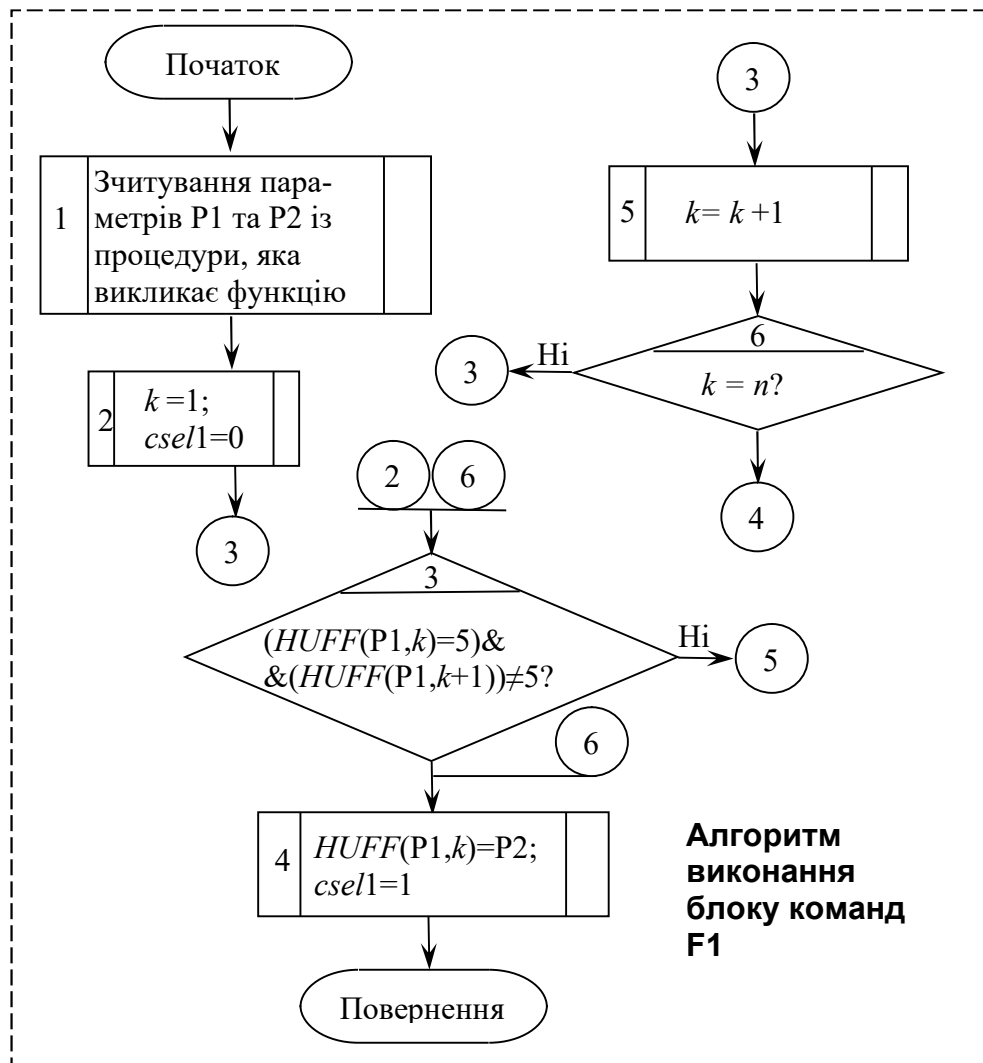 Початок
1
Зчитування пара-
метрів P1 та P2 із
процедури, яка
викликає функцію
2
k =1;
csel1=0
3
3
5
k= k +1
6
k = n?
Ні
3
4
2 6
3
(HUFF(P1,k)=5)&
&(HUFF(P1,k+1))≠5?
Ні
5
6
4
HUFF(P1,k)=P2;
csel1=1
Повернення
Алгоритм
виконання
блоку команд
F1